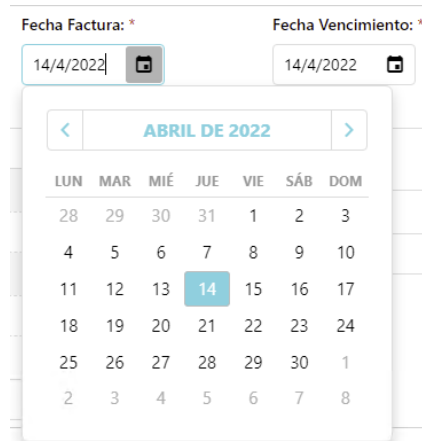 Fecha Factura: * Fecha Vencimiento: *
14/4/2022 14/4/2022
< ABRIL DE 2022 >
LUN MAR MIÉ JUE VIE SÁB DOM
28 29 30 31 1 2 3
4 5 6 7 8 9 10
11 12 13 14 15 16 17
18 19 20 21 22 23 24
25 26 27 28 29 30 1
2 3 4 5 6 7 8